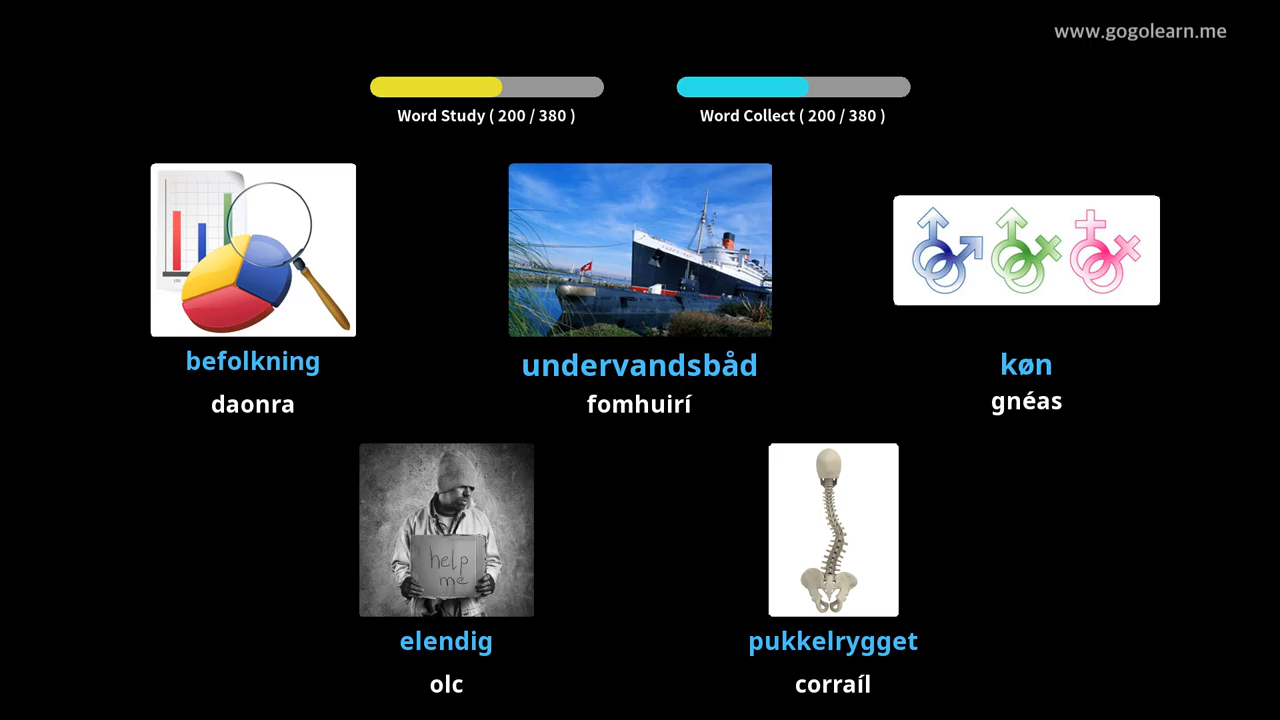 www.gogolearn.me
Word Study ( 200 / 380 )
Word Collect ( 200 / 380 )
befolkning
daonra
undervandsbåd
fomhuirí
køn
gnéas
help
me
elendig
olc
pukkelrygget
corraíl